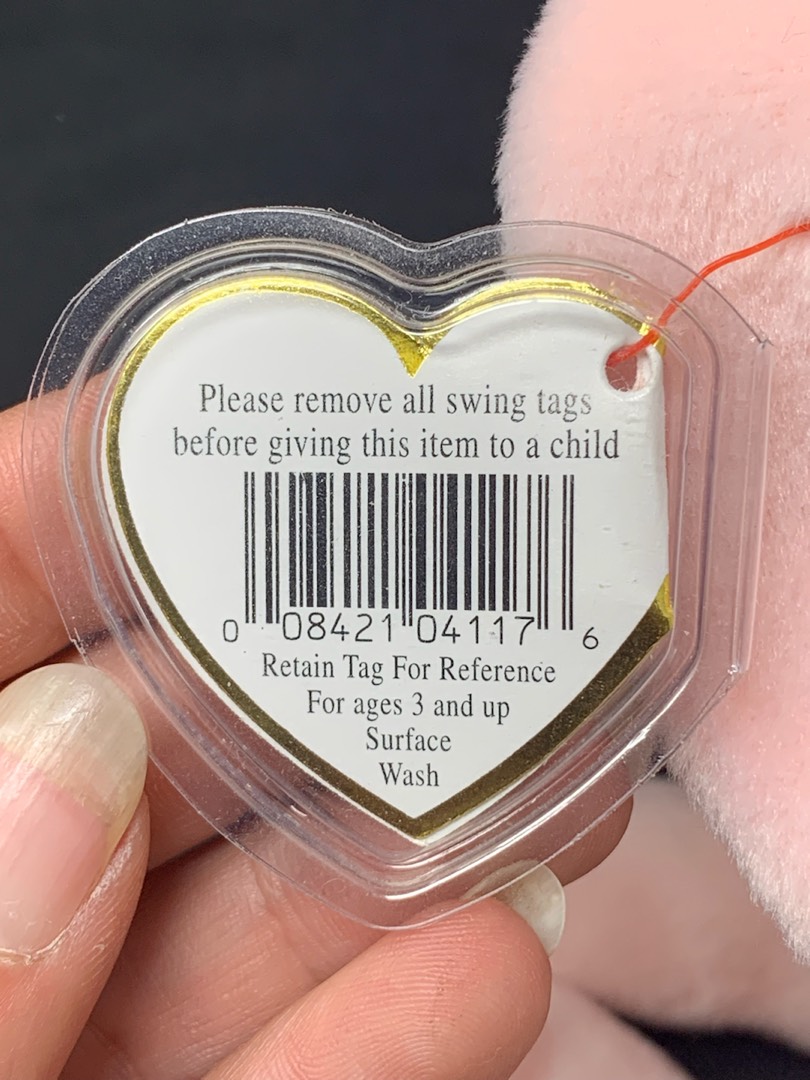 Please remove all swing tags
before giving this item to a child
0 08421 04117 6
Retain Tag For Reference
For ages 3 and up
Surface
Wash